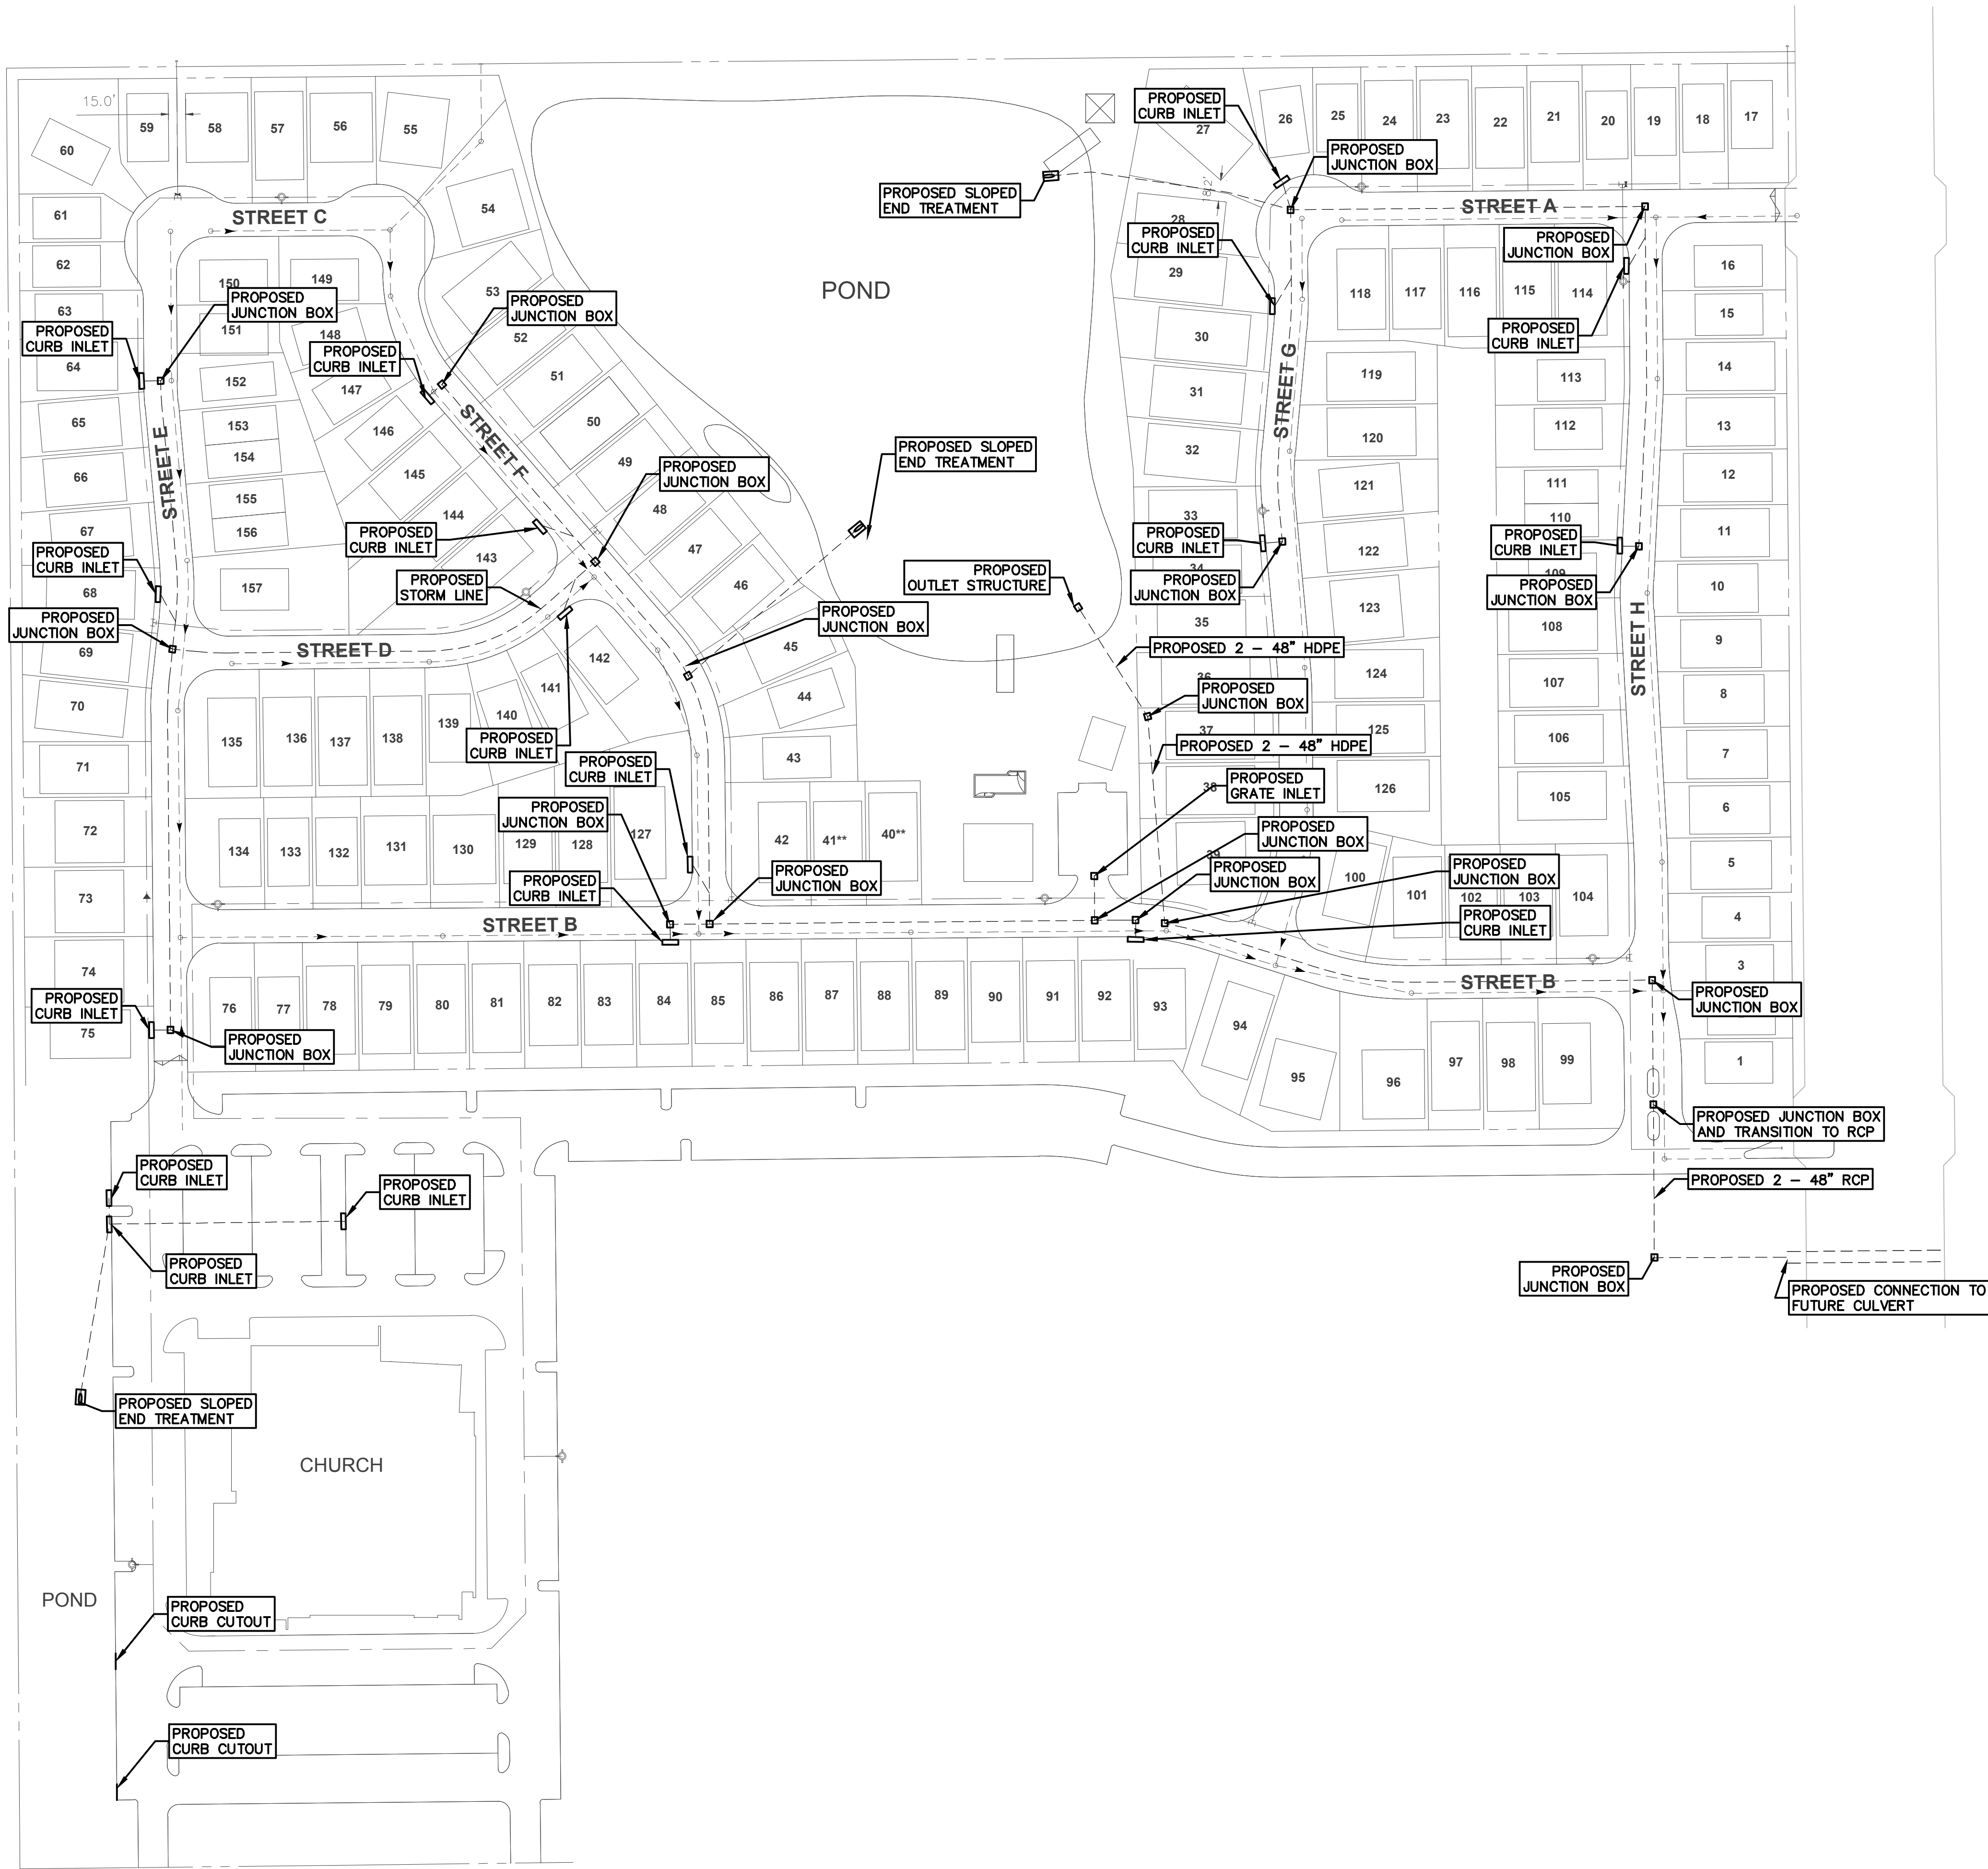 15.0'
59
58
57
56
55
60
PROPOSED
CURB INLET
27
26
25
24
23
22
21
20
19
18
17
PROPOSED
JUNCTION BOX
PROPOSED SLOPED
END TREATMENT
18.2'
61
STREET C
54
28
STREET A
PROPOSED
CURB INLET
PROPOSED
JUNCTION BOX
62
150
149
53
POND
29
118
117
116
115
114
16
63
PROPOSED
JUNCTION BOX
PROPOSED
JUNCTION BOX
PROPOSED
CURB INLET
151
148
52
30
PROPOSED
CURB INLET
15
PROPOSED
CURB INLET
64
152
147
51
31
STREET G
119
113
14
65
153
146
STREET F
50
32
120
112
13
66
STREET E
154
145
49
PROPOSED
JUNCTION BOX
PROPOSED SLOPED
END TREATMENT
12
155
144
48
121
111
67
156
PROPOSED
CURB INLET
143
47
33
PROPOSED
CURB INLET
110
PROPOSED
CURB INLET
11
PROPOSED
CURB INLET
122
34
109
68
157
PROPOSED
STORM LINE
46
PROPOSED
OUTLET STRUCTURE
PROPOSED
JUNCTION BOX
PROPOSED
JUNCTION BOX
10
PROPOSED
JUNCTION BOX
PROPOSED
JUNCTION BOX
35
123
108
9
69
STREET D
142
45
PROPOSED 2 – 48" HDPE
STREET H
70
141
44
36
PROPOSED
JUNCTION BOX
124
107
8
140
139
37
125
106
7
71
135
136
137
138
PROPOSED
CURB INLET
43
PROPOSED 2 – 48" HDPE
PROPOSED
CURB INLET
38
PROPOSED
GRATE INLET
126
105
6
72
PROPOSED
JUNCTION BOX
134
133
132
131
130
129
128
127
42
41**
40**
39
PROPOSED
JUNCTION BOX
5
73
PROPOSED
CURB INLET
PROPOSED
JUNCTION BOX
PROPOSED
JUNCTION BOX
100
101
102
103
104
PROPOSED
JUNCTION BOX
PROPOSED
CURB INLET
4
STREET B
74
3
STREET B
PROPOSED
JUNCTION BOX
PROPOSED
CURB INLET
75
76
77
78
79
80
81
82
83
84
85
86
87
88
89
90
91
92
93
94
95
96
97
98
99
1
PROPOSED
JUNCTION BOX
PROPOSED JUNCTION BOX
AND TRANSITION TO RCP
PROPOSED
CURB INLET
PROPOSED
CURB INLET
PROPOSED 2 – 48" RCP
PROPOSED
CURB INLET
PROPOSED
JUNCTION BOX
PROPOSED CONNECTION TO
FUTURE CULVERT
PROPOSED SLOPED
END TREATMENT
CHURCH
POND
PROPOSED
CURB CUTOUT
PROPOSED
CURB CUTOUT